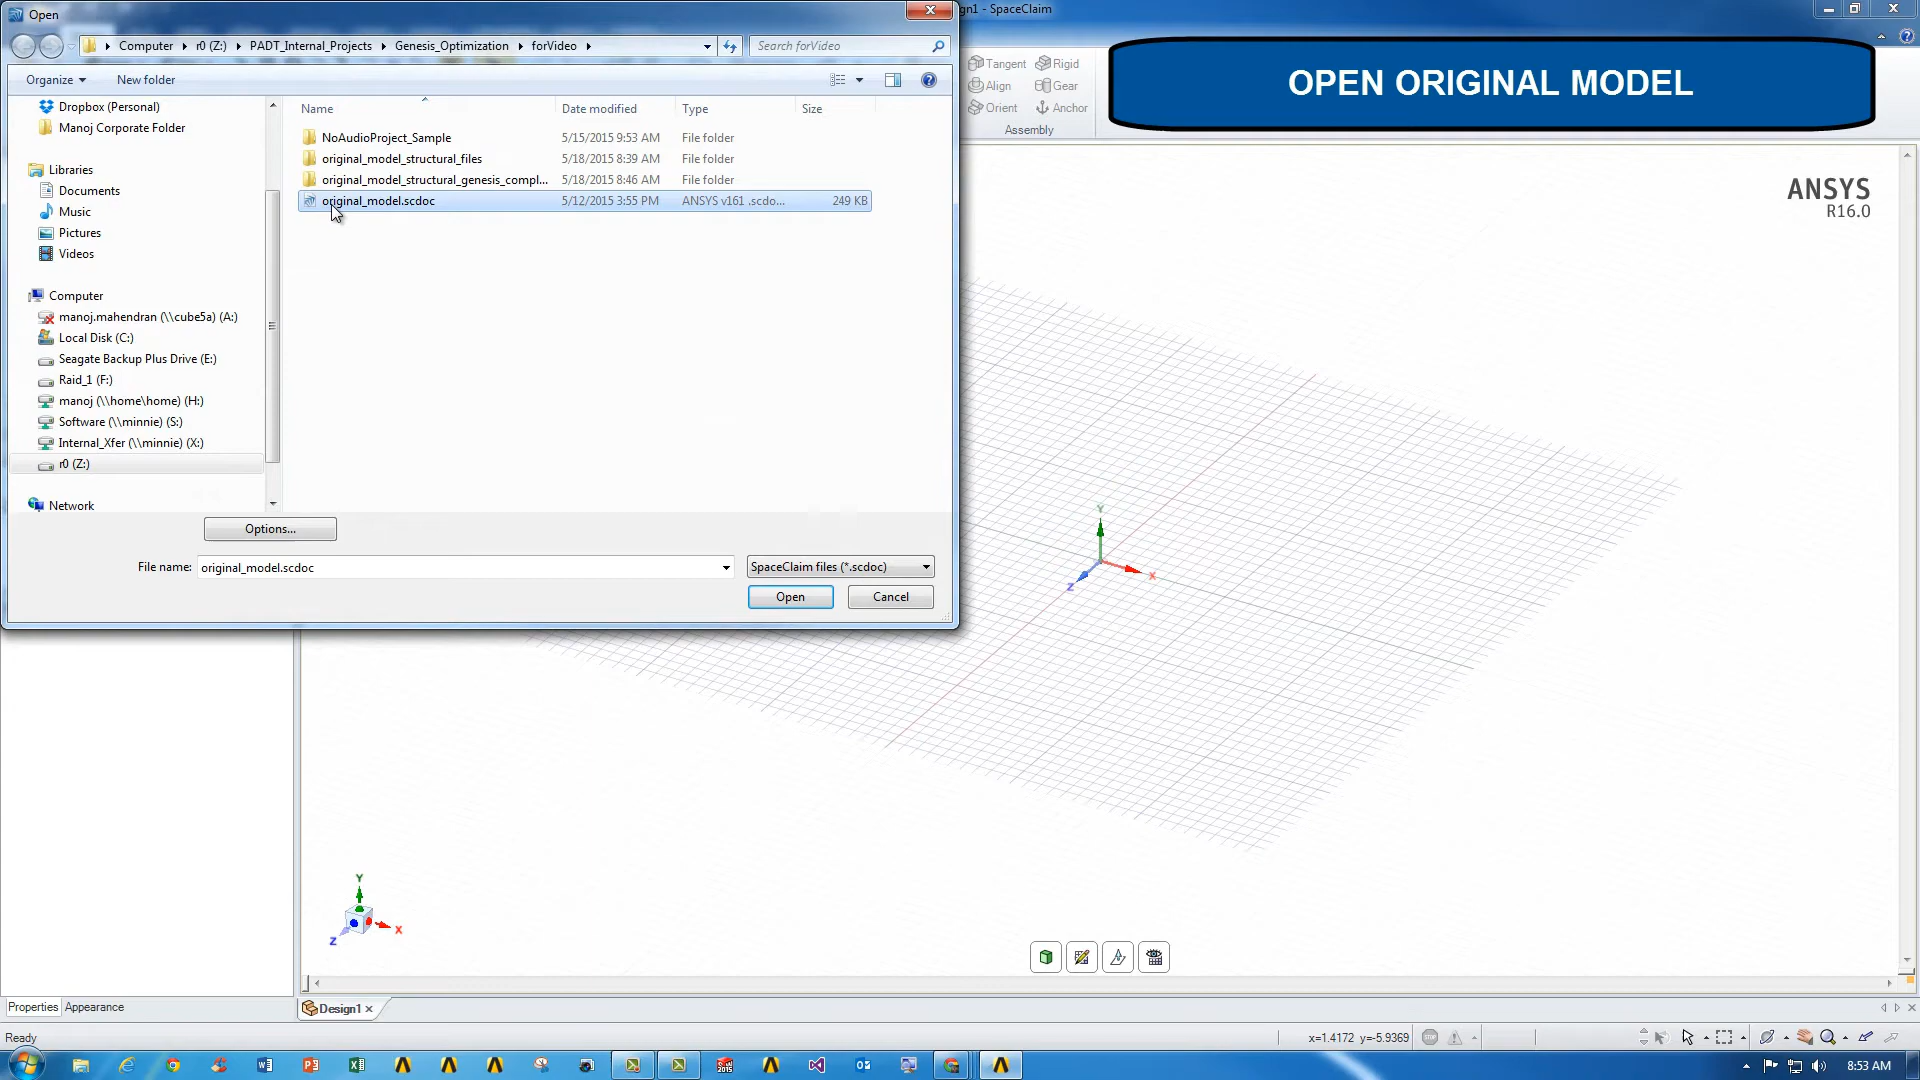 Open
gn1 - SpaceClaim
Computer r0 (Z:) PADT_Internal_Projects Genesis_Optimization forVideo
Search forVideo
Organize
New folder
Tangent Rigid
Align Gear
Orient Anchor
Assembly
OPEN ORIGINAL MODEL
Name Date modified Type Size
NoAudioProject_Sample 5/15/2015 9:53 AM File folder
original_model_structural_files 5/18/2015 8:39 AM File folder
original_model_structural_genesis_compl... 5/18/2015 8:46 AM File folder
original_model.scdoc 5/12/2015 3:55 PM ANSYS v161 .scdo... 249 KB
Dropbox (Personal)
Manoj Corporate Folder
Libraries
Documents
Music
Pictures
Videos
Computer
manoj.mahendran (\\cube5a) (A:)
Local Disk (C:)
Seagate Backup Plus Drive (E:)
Raid_1 (F:)
manoj (\\home\home) (H:)
Software (\\minnie) (S:)
Internal_Xfer (\\minnie) (X:)
r0 (Z:)
Network
Options...
File name: original_model.scdoc
SpaceClaim files (*.scdoc)
Open
Cancel
ANSYS
R16.0
Y
X
Z
Y
X
Z
Properties Appearance
Design1
Ready
x=1.4172 y=-5.9369
8:53 AM